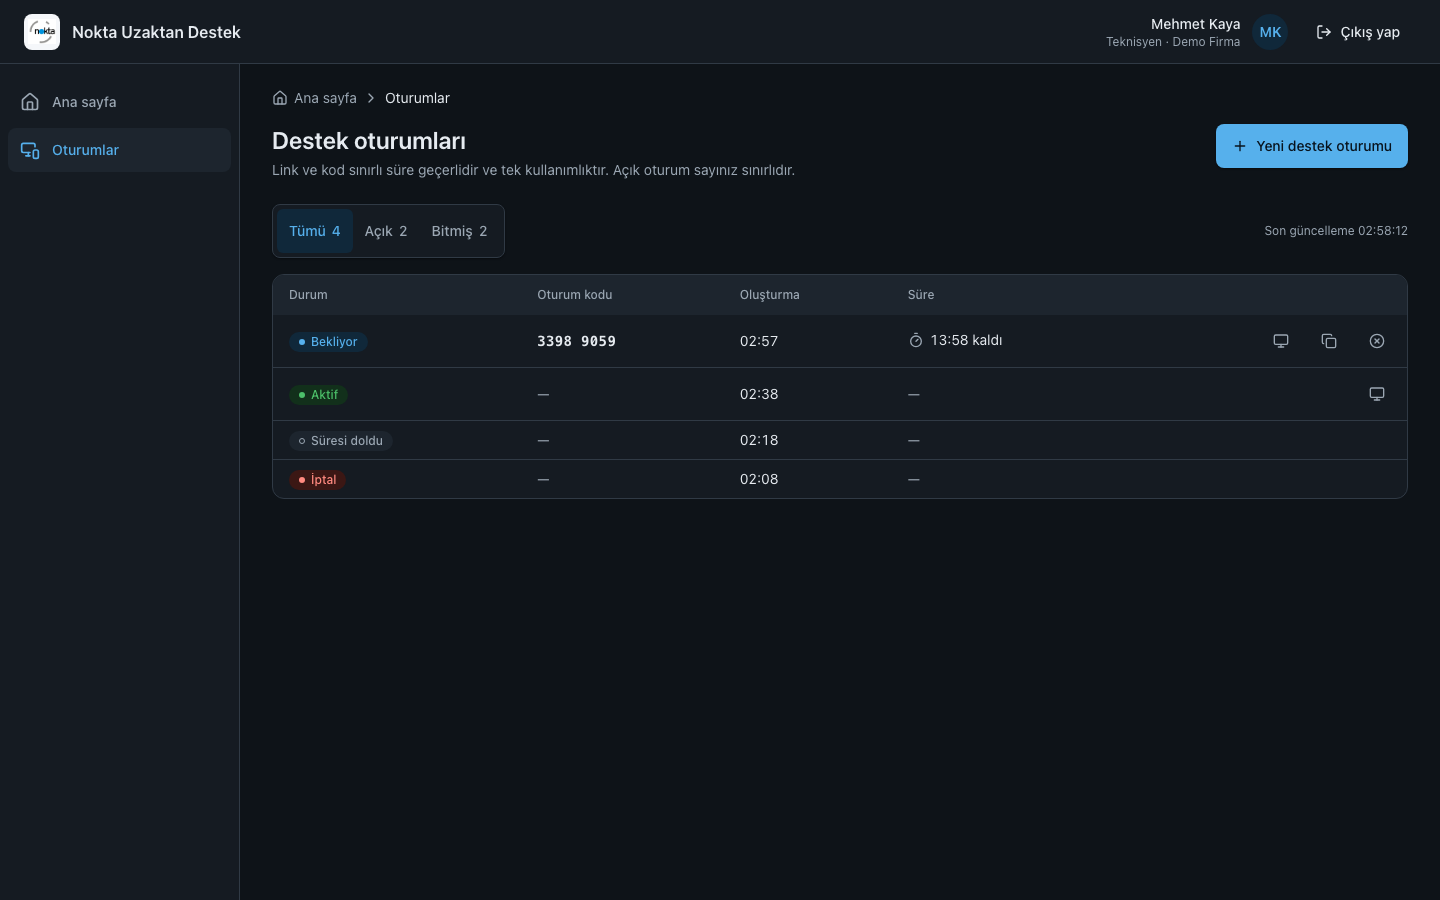 nokta
Nokta Uzaktan Destek
Mehmet Kaya
Teknisyen · Demo Firma
MK
Çıkış yap
Ana sayfa
Oturumlar
Ana sayfa > Oturumlar
Destek oturumları
Link ve kod sınırlı süre geçerlidir ve tek kullanımlıktır. Açık oturum sayınız sınırlıdır.
+ Yeni destek oturumu
Tümü 4 Açık 2 Bitmiş 2
Son güncelleme 02:58:12
Durum Oturum kodu Oluşturma Süre
Bekliyor 3398 9059 02:57 13:58 kaldı
Aktif — 02:38 —
Süresi doldu — 02:18 —
İptal — 02:08 —